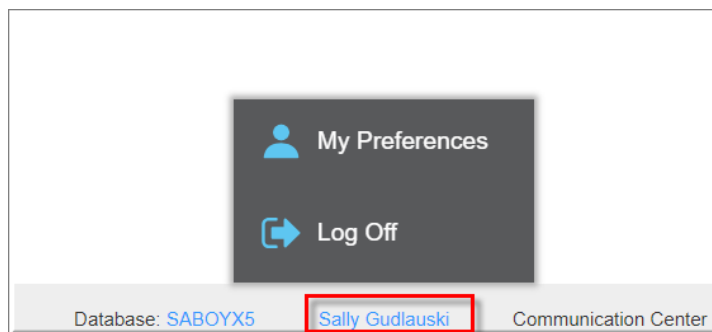 My Preferences
Log Off
Database: SABOYX5 Sally Gudlauski Communication Center